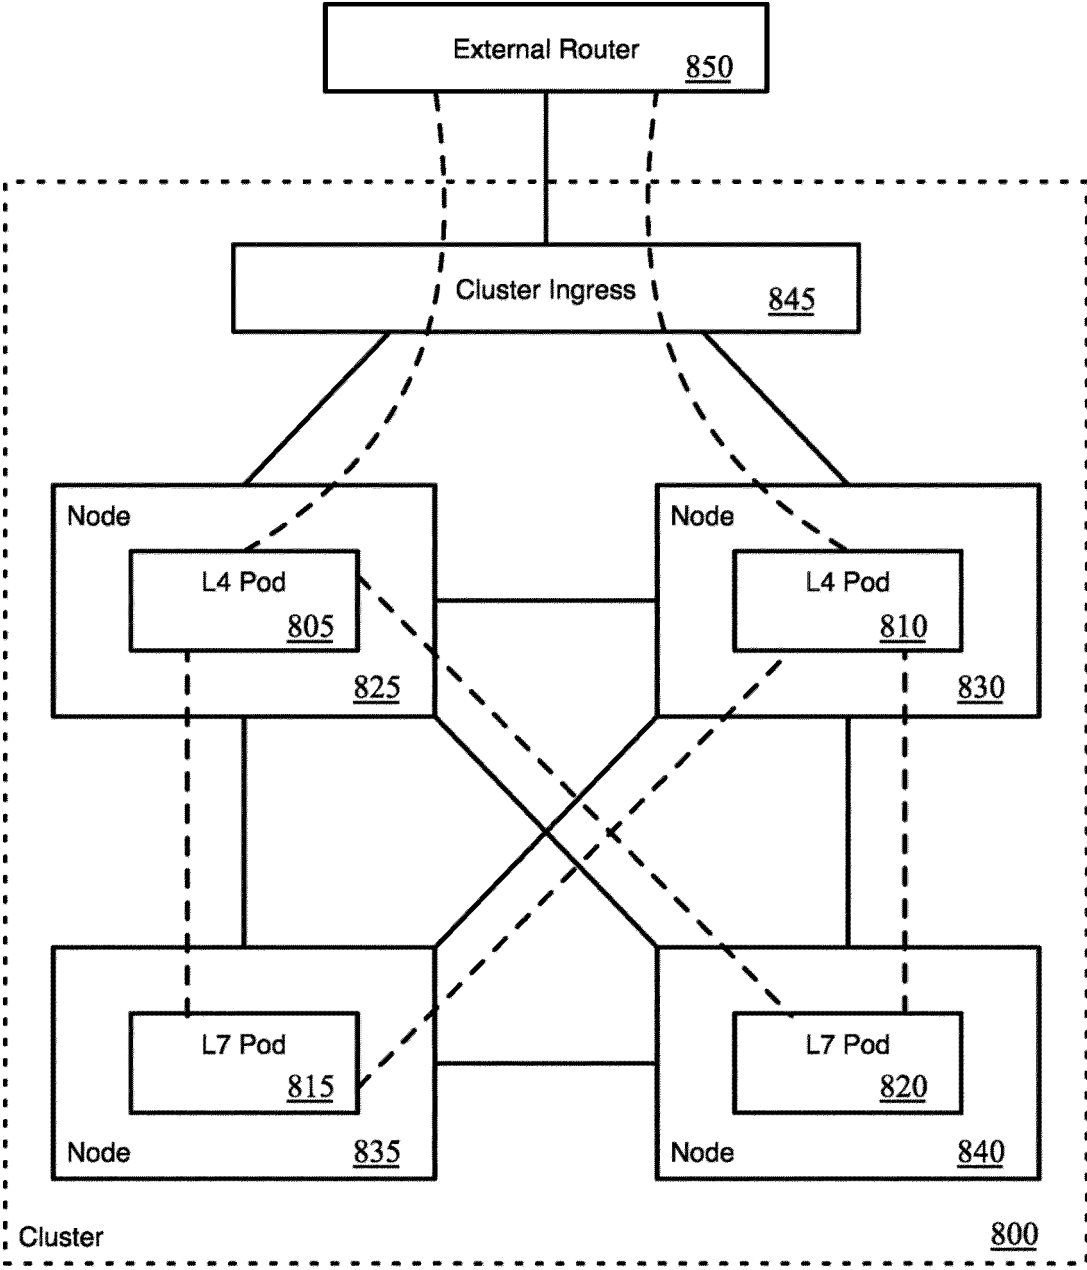 External Router
850
Cluster Ingress
845
Node
L4 Pod
805
825
Node
L4 Pod
810
830
L7 Pod
815
Node
835
L7 Pod
820
Node
840
Cluster
800